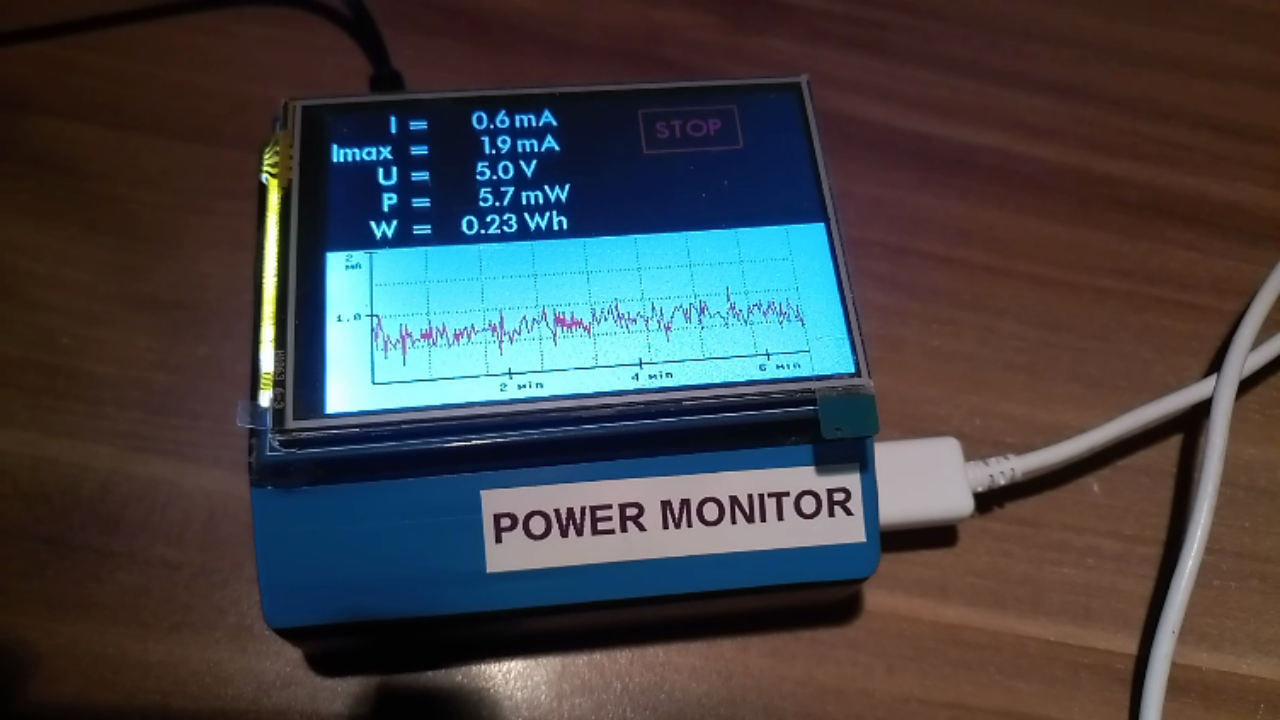 I = 0.6 mA
Imax = 1.9 mA
U = 5.0 V
P = 5.7 mW
W = 0.23 Wh
STOP
2
mA
1.0
2 Min
4 Min
6 Min
POWER MONITOR